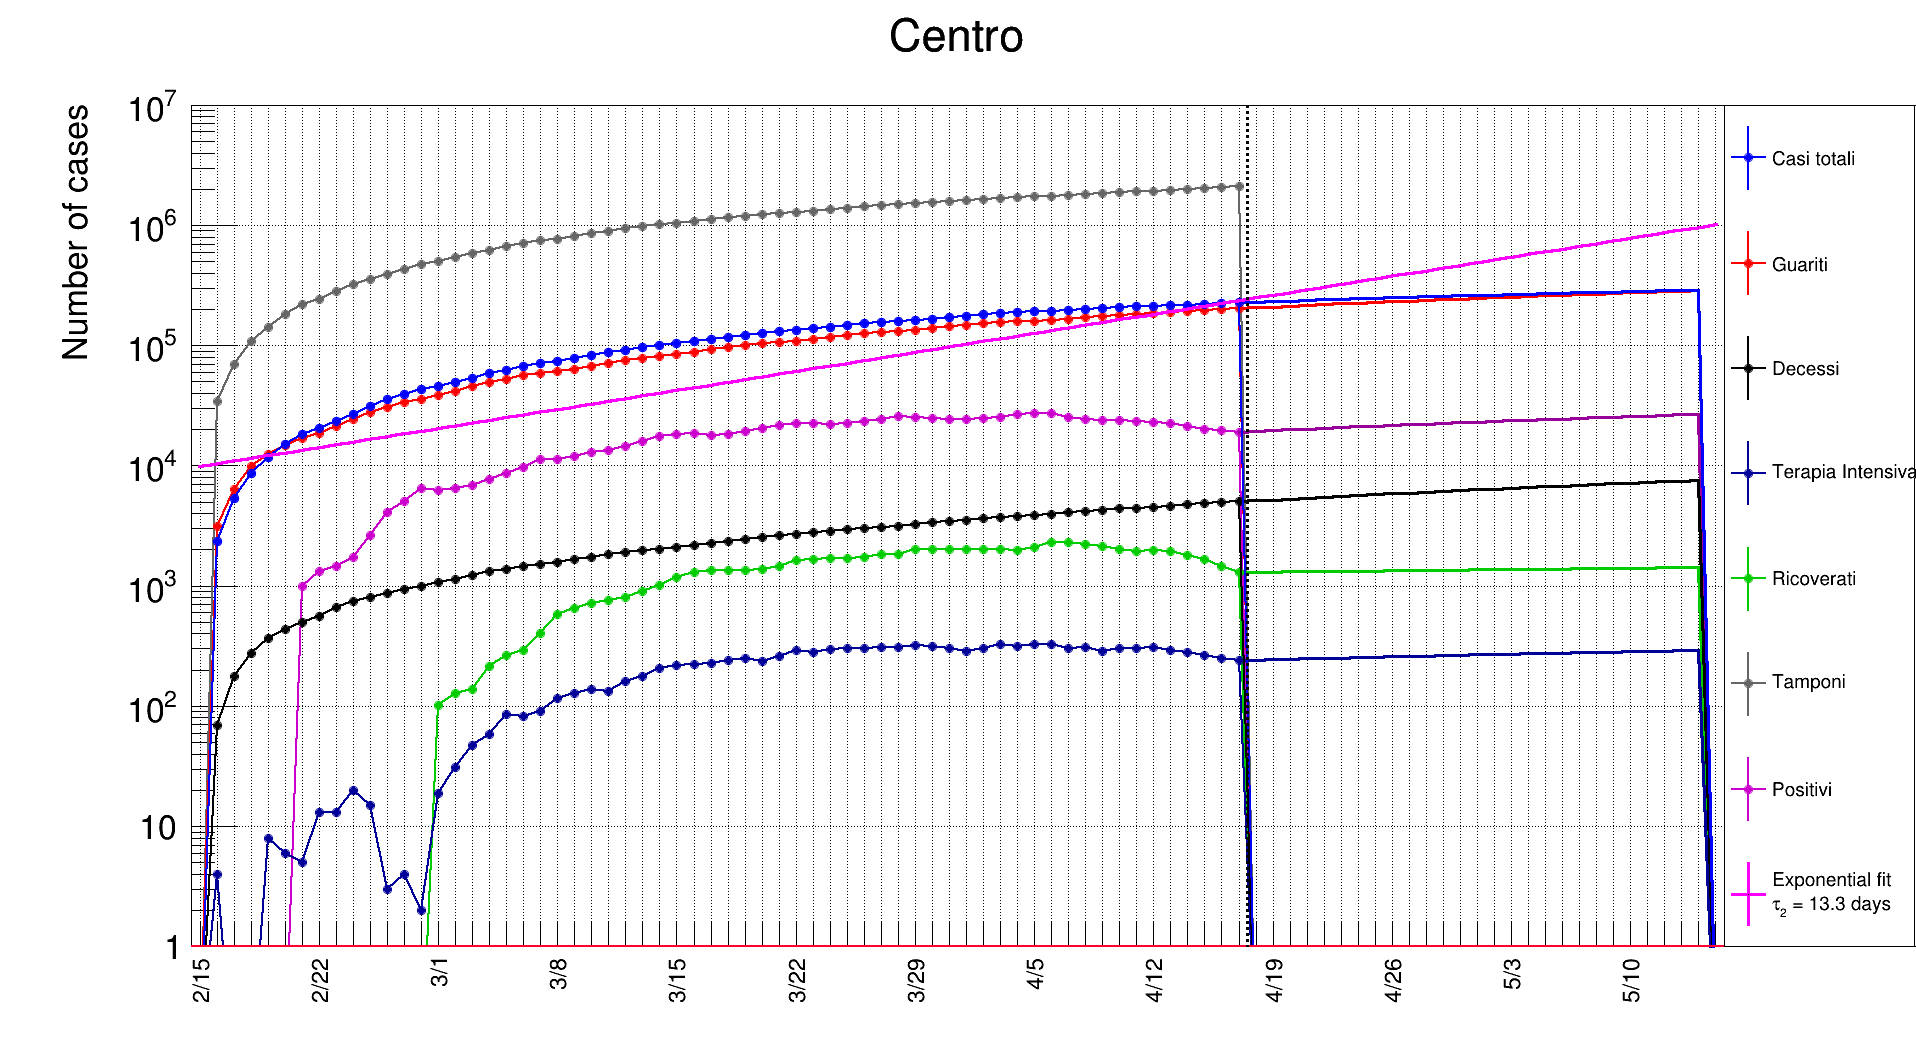 Centro
Number of cases
10^7
10^6
10^5
10^4
10^3
10^2
10
1
2/15
2/22
3/1
3/8
3/15
3/22
3/29
4/5
4/12
4/19
4/26
5/3
5/10
Casi totali
Guariti
Decessi
Terapia Intensiva
Ricoverati
Tamponi
Positivi
Exponential fit
τ_2 = 13.3 days